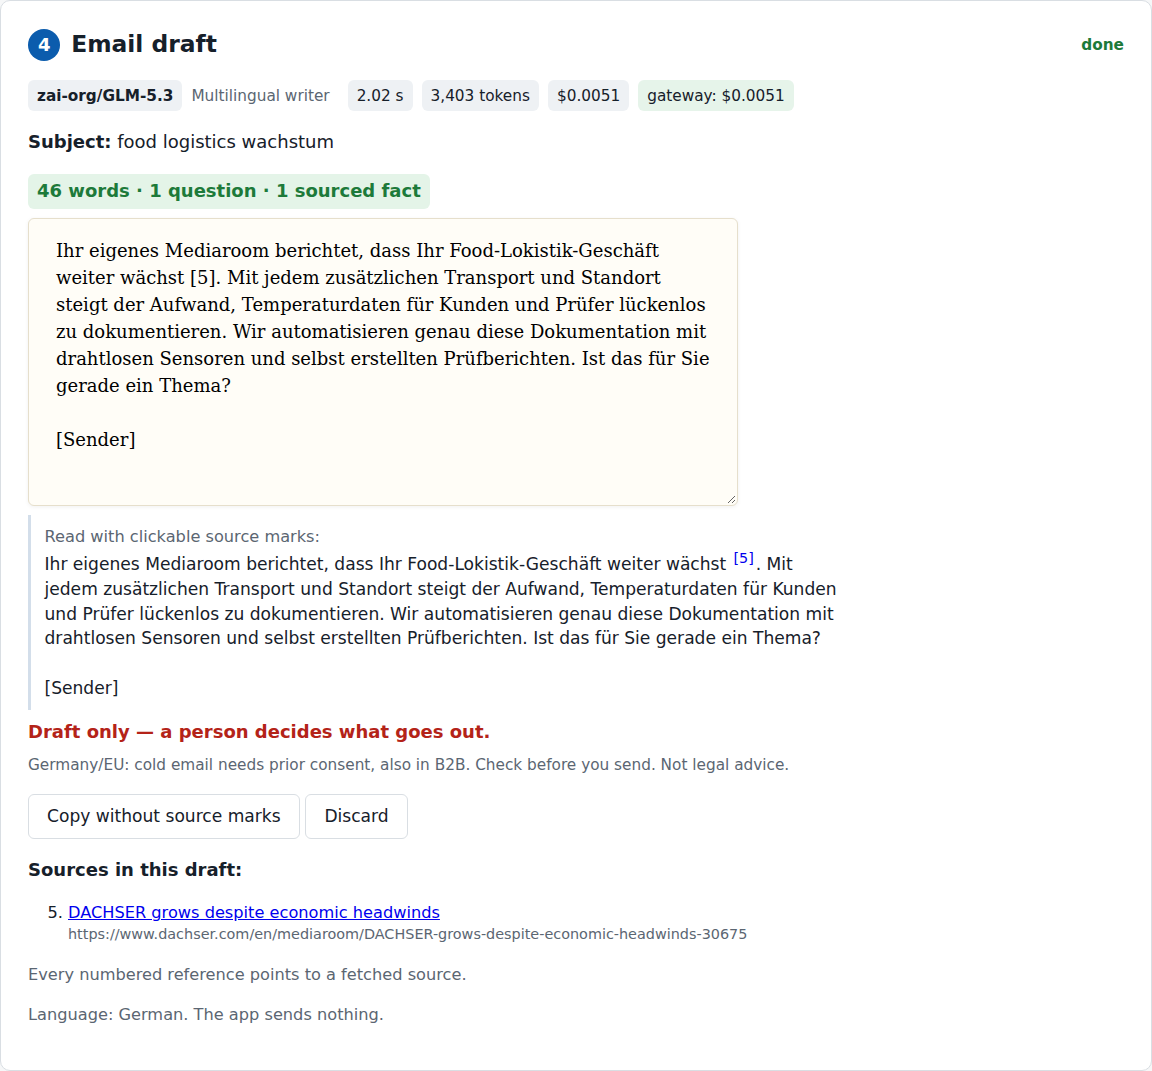 4 Email draft done
zai-org/GLM-5.3 Multilingual writer 2.02 s 3,403 tokens $0.0051 gateway: $0.0051
Subject: food logistics wachstum
46 words · 1 question · 1 sourced fact
Ihr eigenes Mediaroom berichtet, dass Ihr Food-Lokistik-Geschäft
weiter wächst [5]. Mit jedem zusätzlichen Transport und Standort
steigt der Aufwand, Temperaturdaten für Kunden und Prüfer lückenlos
zu dokumentieren. Wir automatisieren genau diese Dokumentation mit
drahtlosen Sensoren und selbst erstellten Prüfberichten. Ist das für Sie
gerade ein Thema?
[Sender]
Read with clickable source marks:
Ihr eigenes Mediaroom berichtet, dass Ihr Food-Lokistik-Geschäft weiter wächst [5]. Mit
jedem zusätzlichen Transport und Standort steigt der Aufwand, Temperaturdaten für Kunden
und Prüfer lückenlos zu dokumentieren. Wir automatisieren genau diese Dokumentation mit
drahtlosen Sensoren und selbst erstellten Prüfberichten. Ist das für Sie gerade ein Thema?
[Sender]
Draft only — a person decides what goes out.
Germany/EU: cold email needs prior consent, also in B2B. Check before you send. Not legal advice.
Copy without source marks Discard
Sources in this draft:
5. DACHSER grows despite economic headwinds
https://www.dachser.com/en/mediaroom/DACHSER-grows-despite-economic-headwinds-30675
Every numbered reference points to a fetched source.
Language: German. The app sends nothing.